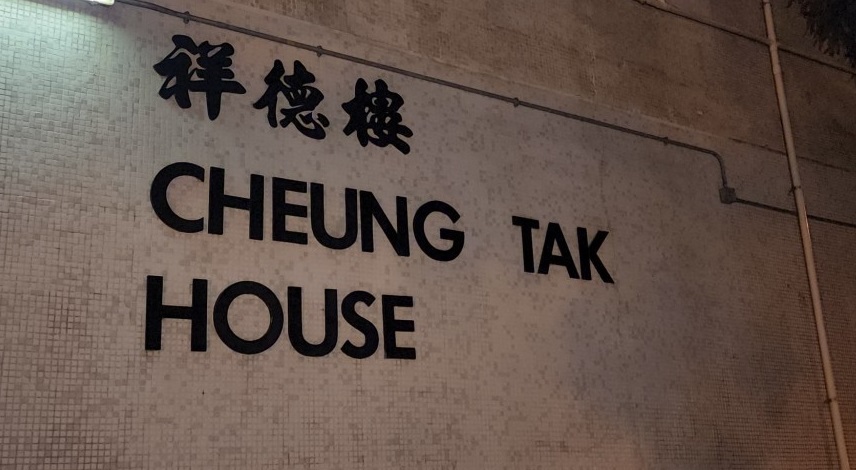 祥德樓
CHEUNG TAK
HOUSE